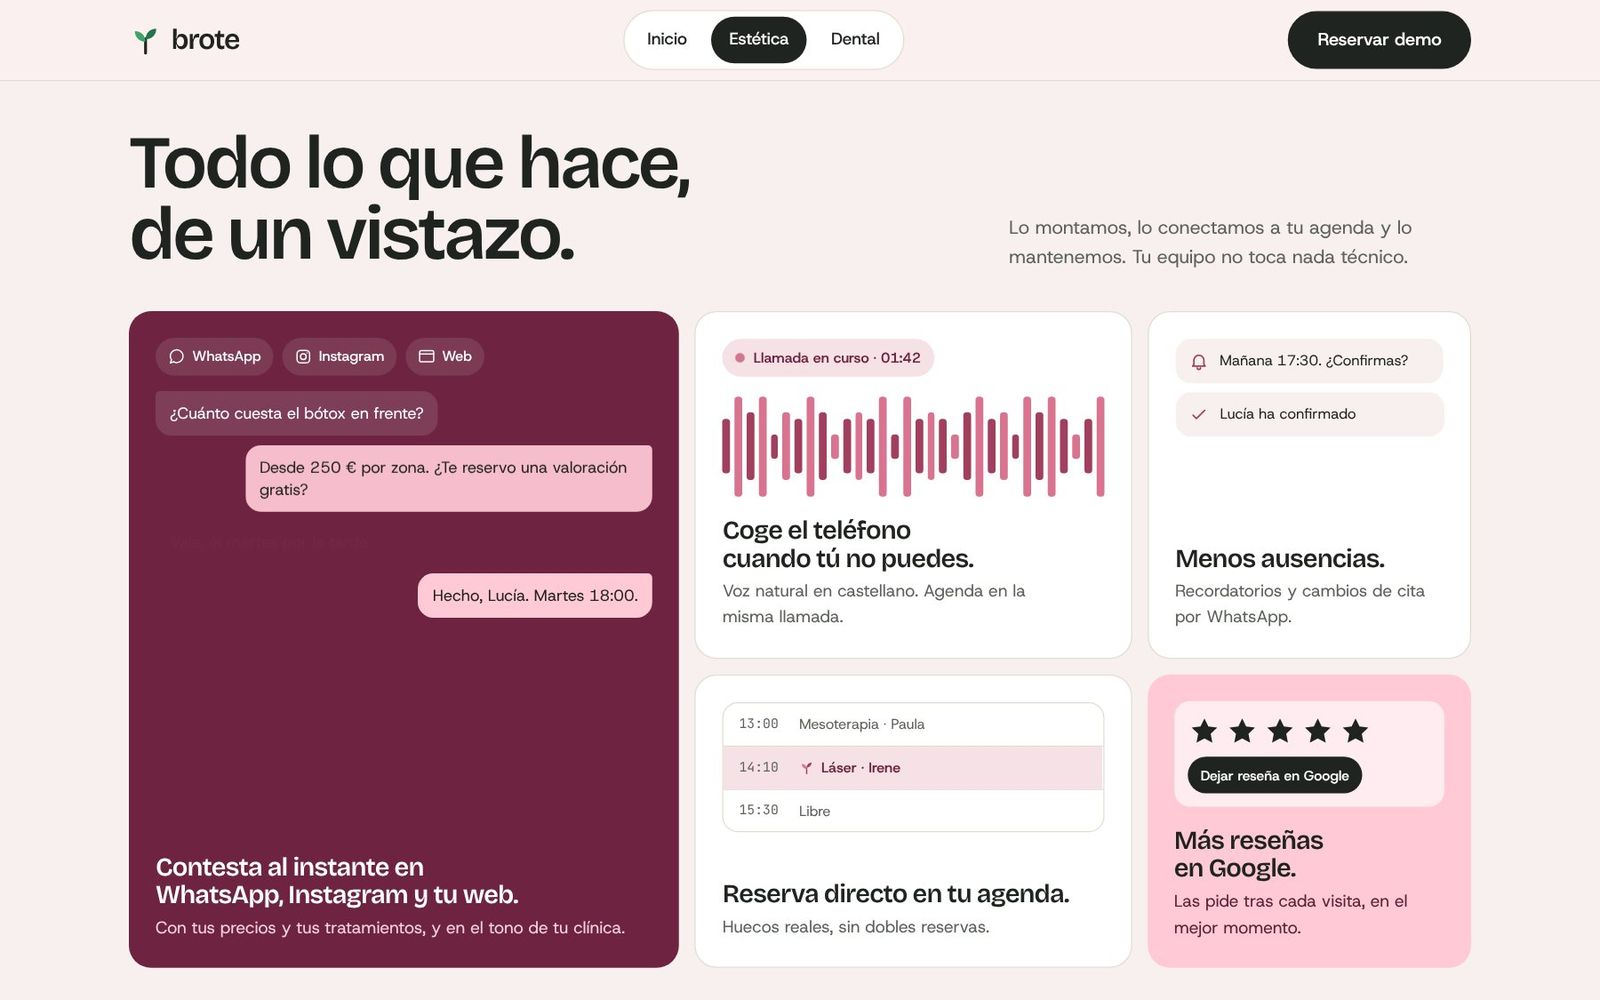 brote
Inicio
Estética
Dental
Reservar demo
Todo lo que hace,
de un vistazo.
Lo montamos, lo conectamos a tu agenda y lo
mantenemos. Tu equipo no toca nada técnico.
WhatsApp
Instagram
Web
¿Cuánto cuesta el bótox en frente?
Desde 250 € por zona. ¿Te reservo una valoración
gratis?
Vale, el martes por la tarde
Hecho, Lucía. Martes 18:00.
Contesta al instante en
WhatsApp, Instagram y tu web.
Con tus precios y tus tratamientos, y en el tono de tu clínica.
Llamada en curso · 01:42
Coge el teléfono
cuando tú no puedes.
Voz natural en castellano. Agenda en la
misma llamada.
Mañana 17:30. ¿Confirmas?
Lucía ha confirmado
Menos ausencias.
Recordatorios y cambios de cita
por WhatsApp.
13:00 Mesoterapia · Paula
14:10 Láser · Irene
15:30 Libre
Reserva directo en tu agenda.
Huecos reales, sin dobles reservas.
Dejar reseña en Google
Más reseñas
en Google.
Las pide tras cada visita, en el
mejor momento.